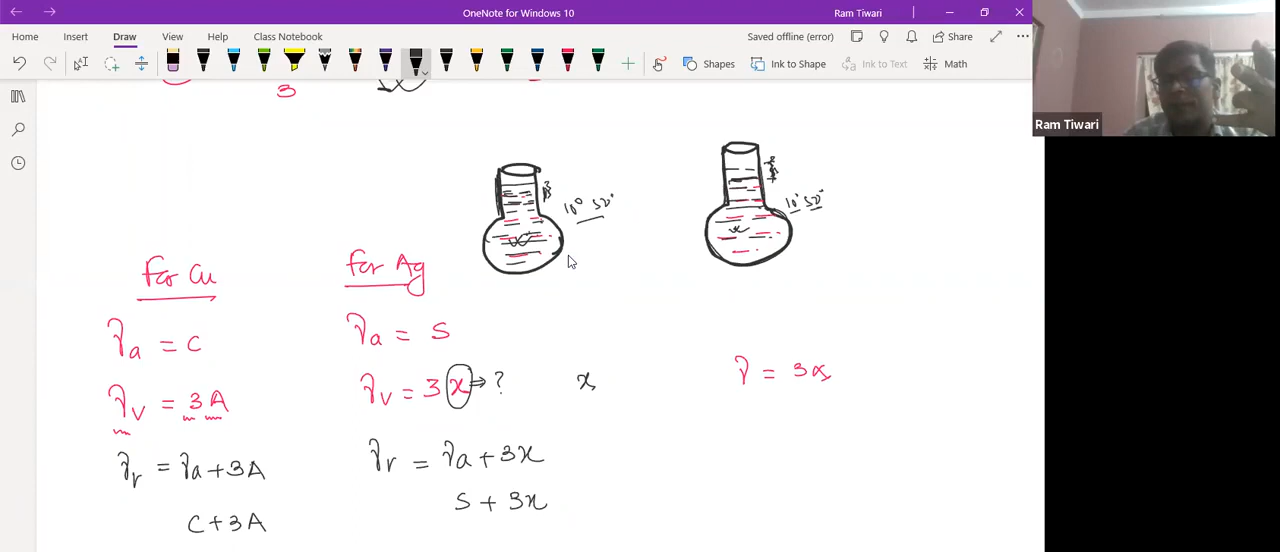 OneNote for Windows 10
Ram Tiwari
Home Insert Draw View Help Class Notebook
Saved offline (error)
Share
Shapes
Ink to Shape
Ink to Text
Math
Ram Tiwari
3
10° 50°
10° 50°
for Cu
for Ag
γa = C
γa = S
γv = 3A
γv = 3x ⇒ ?
x
γ = 3α
γr = γa + 3A
γr = γa + 3x
C + 3A
S + 3x